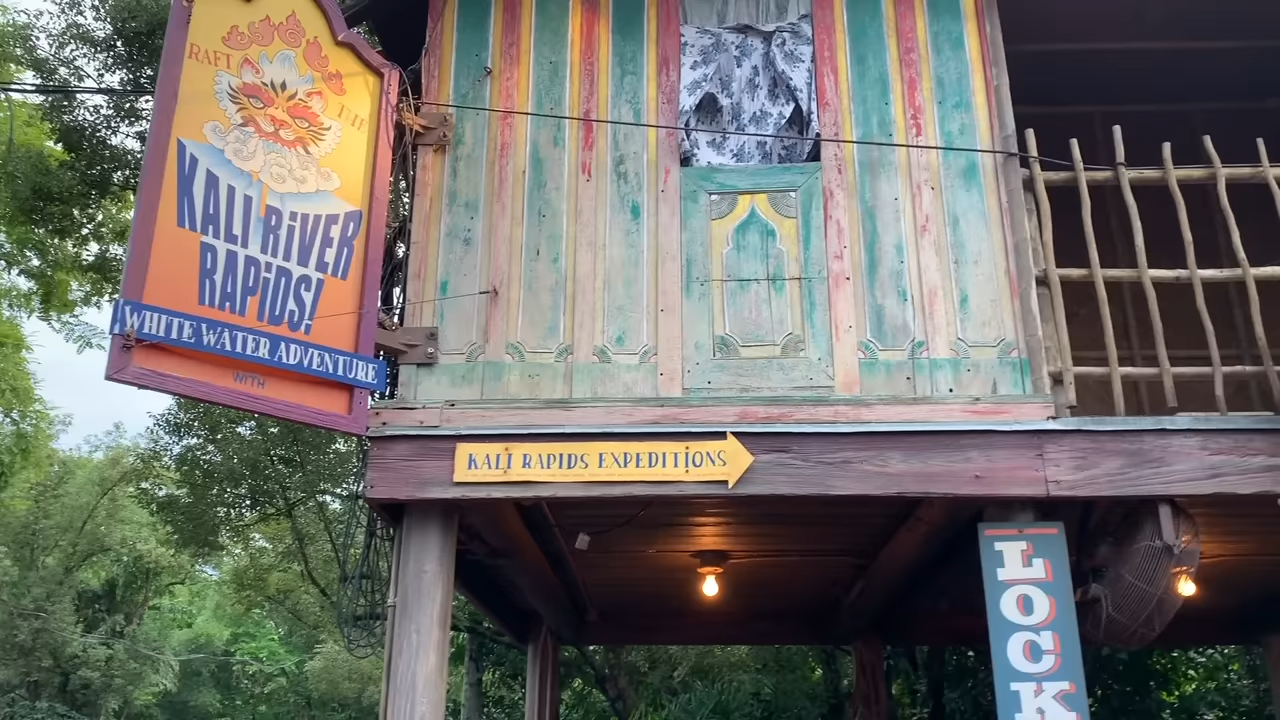 RAFT
THE
KALI RiVER
RAPiDS!
WHITE WATER ADVENTURE
WITH
KALI RAPIDS EXPEDITIONS
LOCK